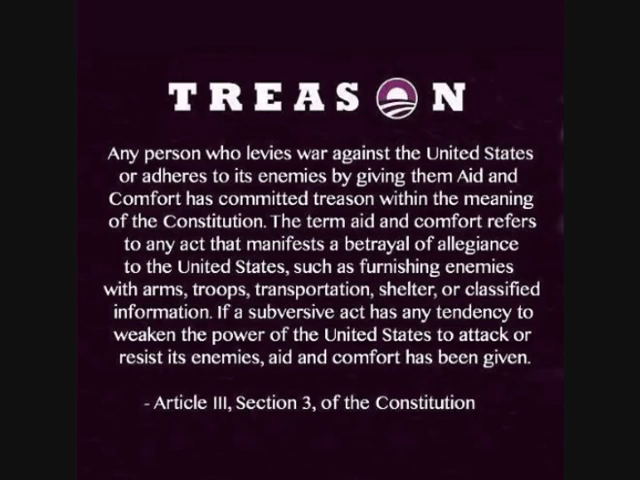 TREASON
Any person who levies war against the United States
or adheres to its enemies by giving them Aid and
Comfort has committed treason within the meaning
of the Constitution. The term aid and comfort refers
to any act that manifests a betrayal of allegiance
to the United States, such as furnishing enemies
with arms, troops, transportation, shelter, or classified
information. If a subversive act has any tendency to
weaken the power of the United States to attack or
resist its enemies, aid and comfort has been given.
- Article III, Section 3, of the Constitution